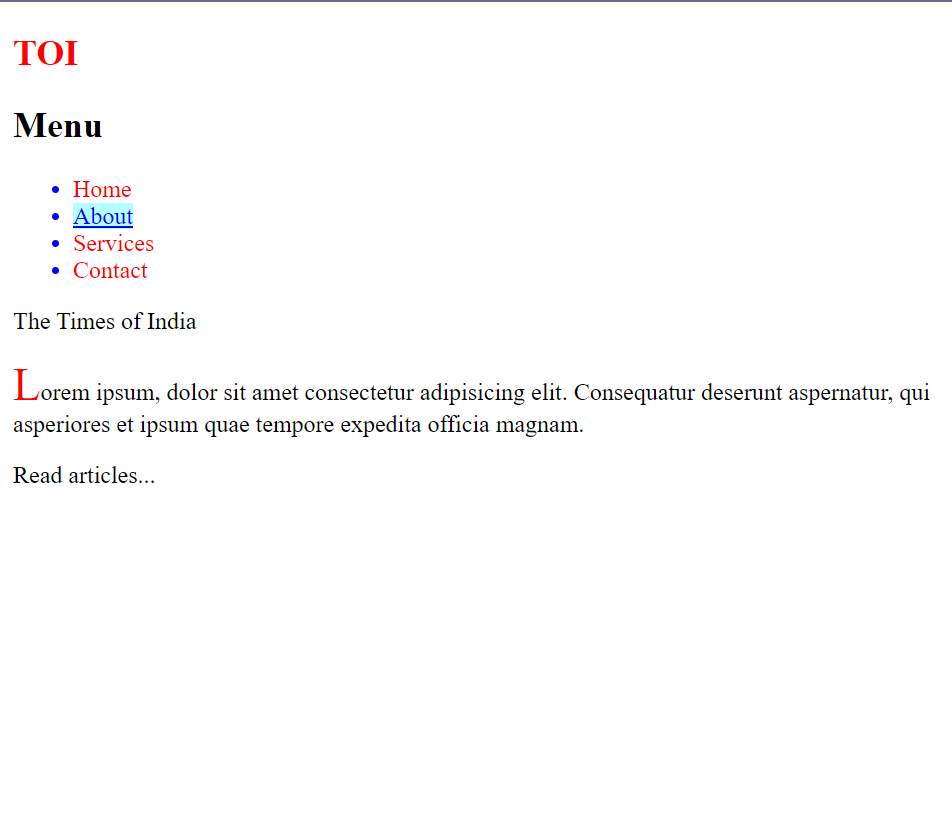 TOI
Menu
Home
About
Services
Contact
The Times of India
Lorem ipsum, dolor sit amet consectetur adipisicing elit. Consequatur deserunt aspernatur, qui
asperiores et ipsum quae tempore expedita officia magnam.
Read articles...